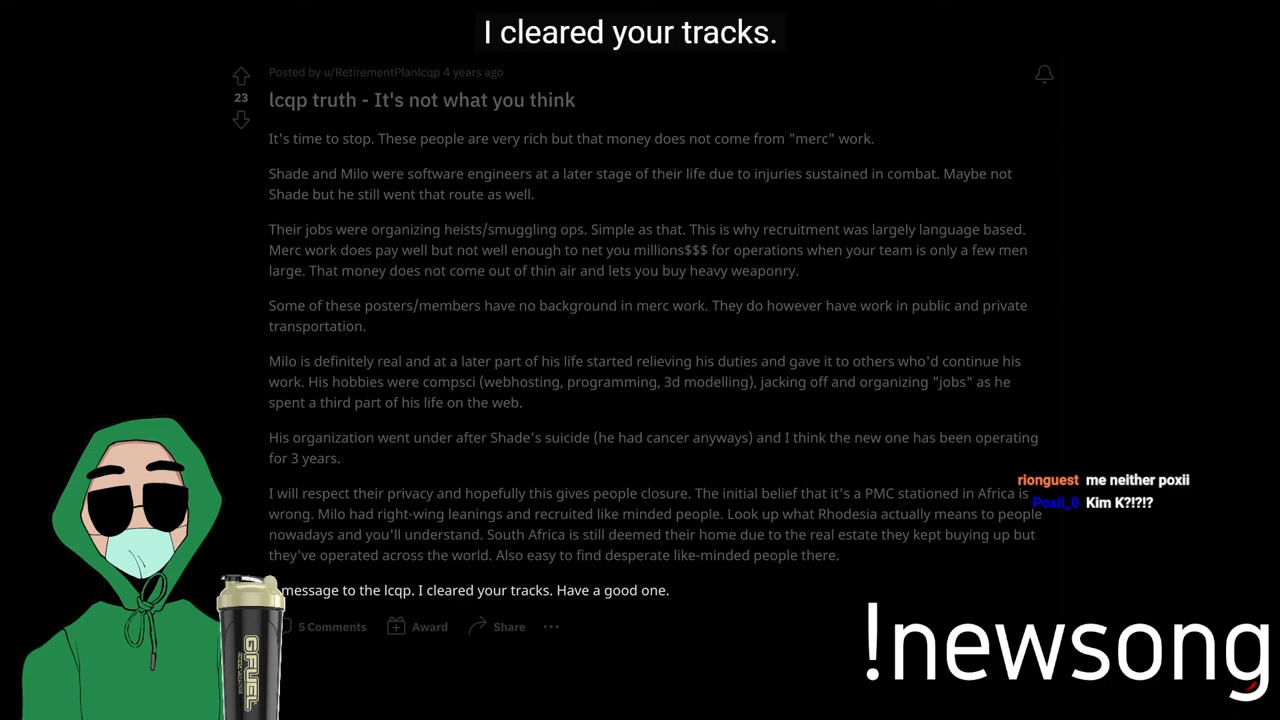 I cleared your tracks.
Posted by u/RetirementPlanlcqp 4 years ago
23
lcqp truth - It's not what you think
It's time to stop. These people are very rich but that money does not come from "merc" work.
Shade and Milo were software engineers at a later stage of their life due to injuries sustained in combat. Maybe not
Shade but he still went that route as well.
Their jobs were organizing heists/smuggling ops. Simple as that. This is why recruitment was largely language based.
Merc work does pay well but not well enough to net you millions$$$ for operations when your team is only a few men
large. That money does not come out of thin air and lets you buy heavy weaponry.
Some of these posters/members have no background in merc work. They do however have work in public and private
transportation.
Milo is definitely real and at a later part of his life started relieving his duties and gave it to others who'd continue his
work. His hobbies were compsci (webhosting, programming, 3d modelling), jacking off and organizing "jobs" as he
spent a third part of his life on the web.
His organization went under after Shade's suicide (he had cancer anyways) and I think the new one has been operating
for 3 years.
I will respect their privacy and hopefully this gives people closure. The initial belief that it's a PMC stationed in Africa is
wrong. Milo had right-wing leanings and recruited like minded people. Look up what Rhodesia actually means to people
nowadays and you'll understand. South Africa is still deemed their home due to the real estate they kept buying up but
they've operated across the world. Also easy to find desperate like-minded people there.
message to the lcqp. I cleared your tracks. Have a good one.
5 Comments Award Share
rionguest me neither poxii
Poxii_0 Kim K?!?!?
GFUEL
!newsong